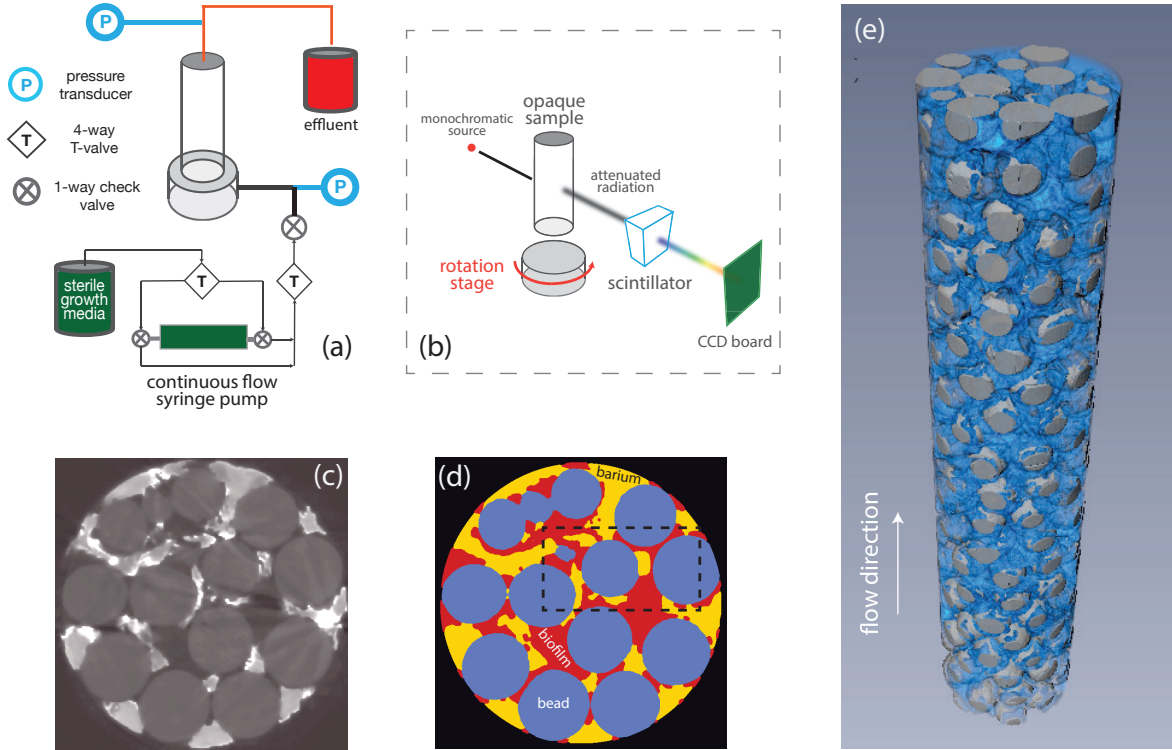 P
P
pressure
transducer
T
4-way
T-valve
1-way check
valve
effluent
P
T
T
sterile
growth
media
(a)
continuous flow
syringe pump
monochromatic
source
opaque
sample
attenuated
radiation
rotation
stage
scintillator
(b)
CCD board
(c)
(d)
barium
biofilm
bead
(e)
flow direction